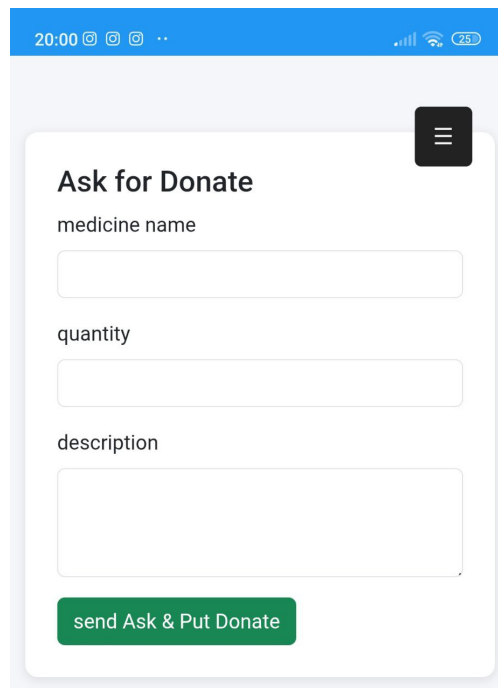 20:00
25
Ask for Donate
medicine name
quantity
description
send Ask & Put Donate